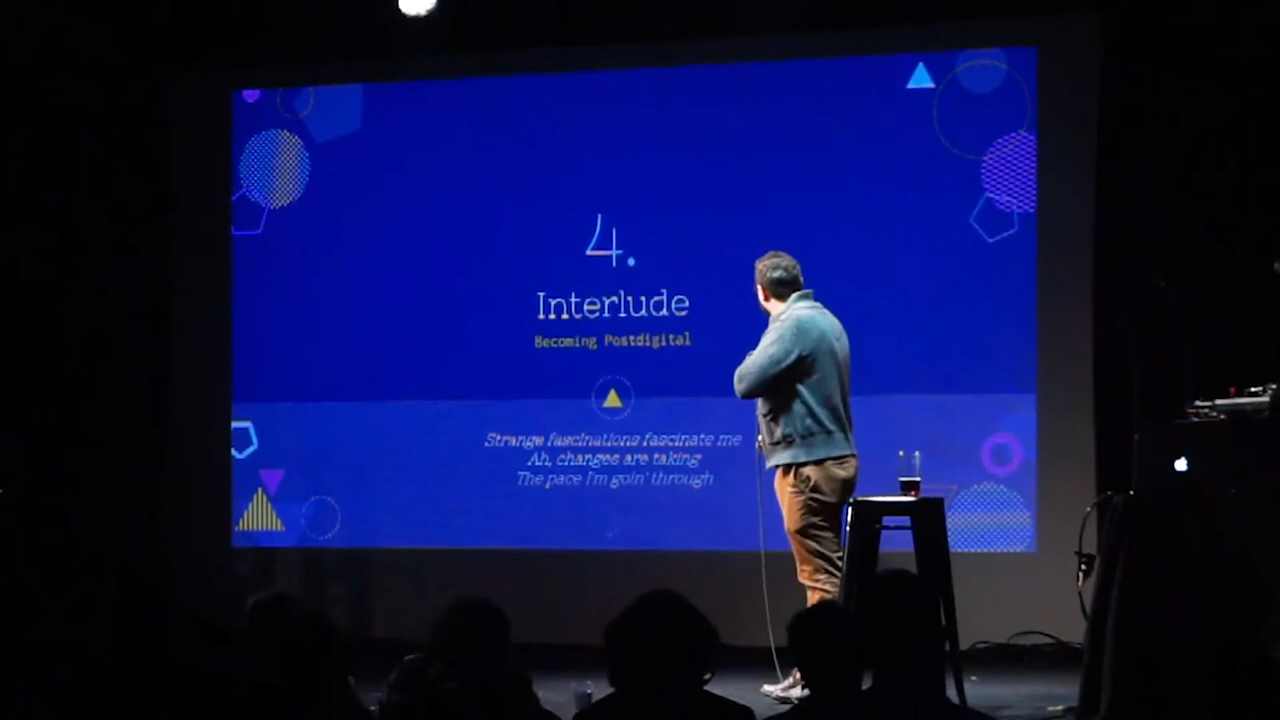 4.
Interlude
Becoming Postdigital
Strange fascinations fascinate me
Ah, changes are taking
The pace I'm goin' through